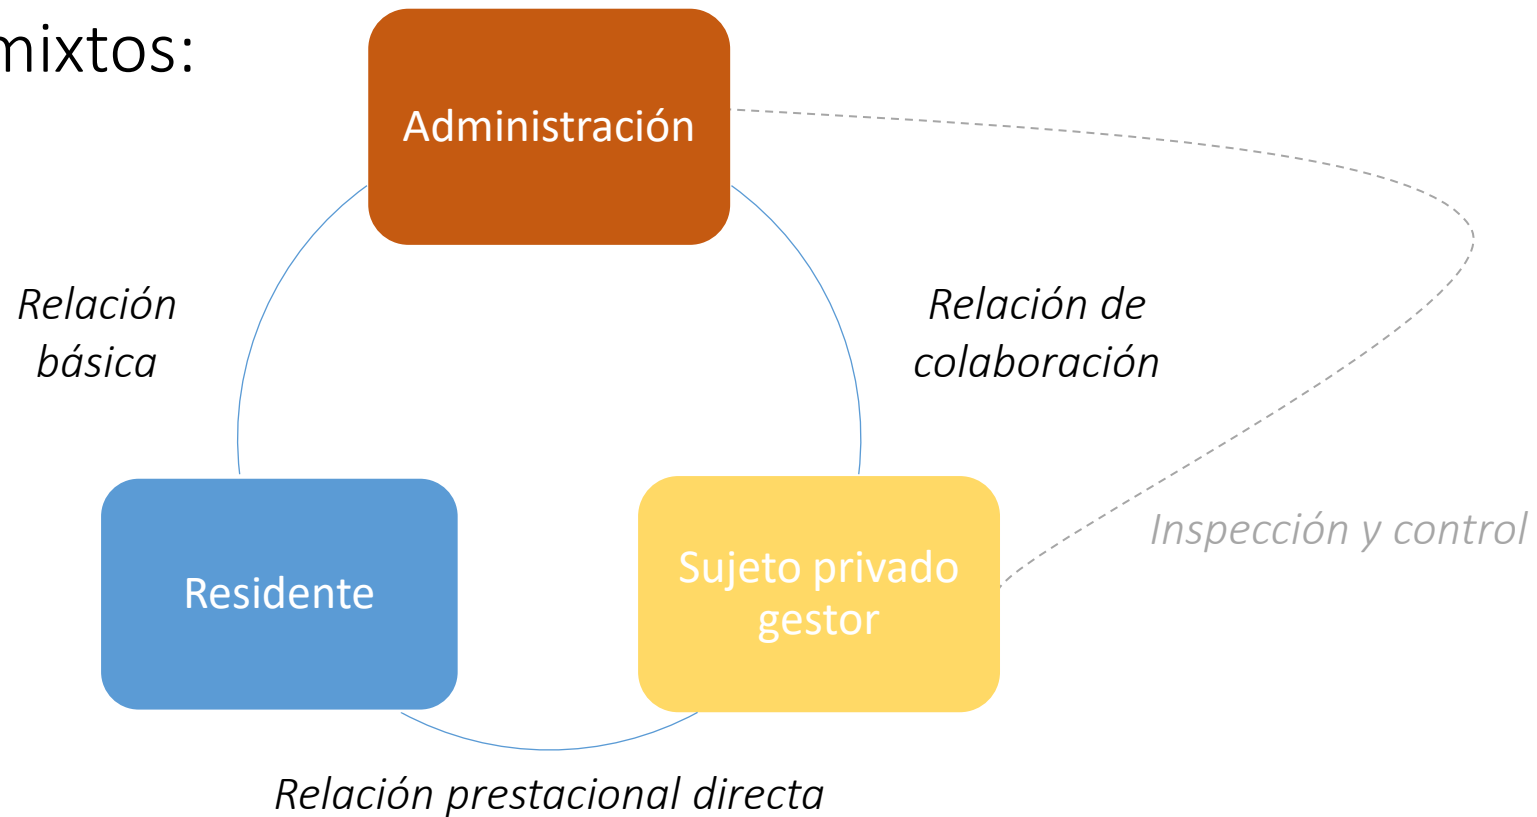 mixtos:
Administración
Relación
básica
Relación de
colaboración
Inspección y control
Residente
Sujeto privado
gestor
Relación prestacional directa